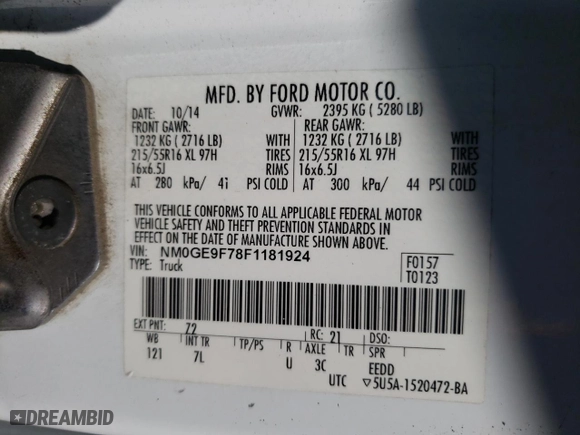 MFD. BY FORD MOTOR CO.
DATE: 10/14 GVWR: 2395 KG ( 5280 LB)
FRONT GAWR: REAR GAWR:
1232 KG ( 2716 LB) WITH 1232 KG ( 2716 LB) WITH
215/55R16 XL 97H TIRES 215/55R16 XL 97H TIRES
16x6.5J RIMS 16x6.5J RIMS
AT 280 kPa/ 41 PSI COLD AT 300 kPa/ 44 PSI COLD
THIS VEHICLE CONFORMS TO ALL APPLICABLE FEDERAL MOTOR
VEHICLE SAFETY AND THEFT PREVENTION STANDARDS IN
EFFECT ON THE DATE OF MANUFACTURE SHOWN ABOVE.
VIN: NM0GE9F78F1181924 F0157
TYPE: Truck T0123
EXT PNT: Z2 RC: 21 DSO:
WB INT TR TP/PS R AXLE TR SPR
121 7L U 3C EEDD
UTC ▽5U5A-1520472-BA
DREAMBID